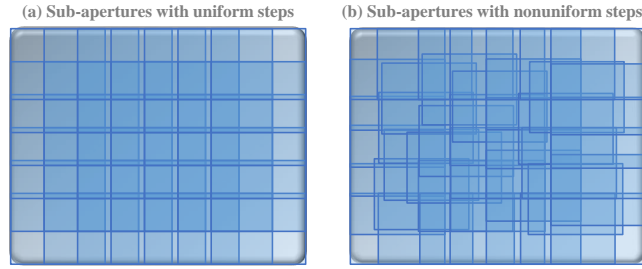 (a) Sub-apertures with uniform steps
(b) Sub-apertures with nonuniform steps